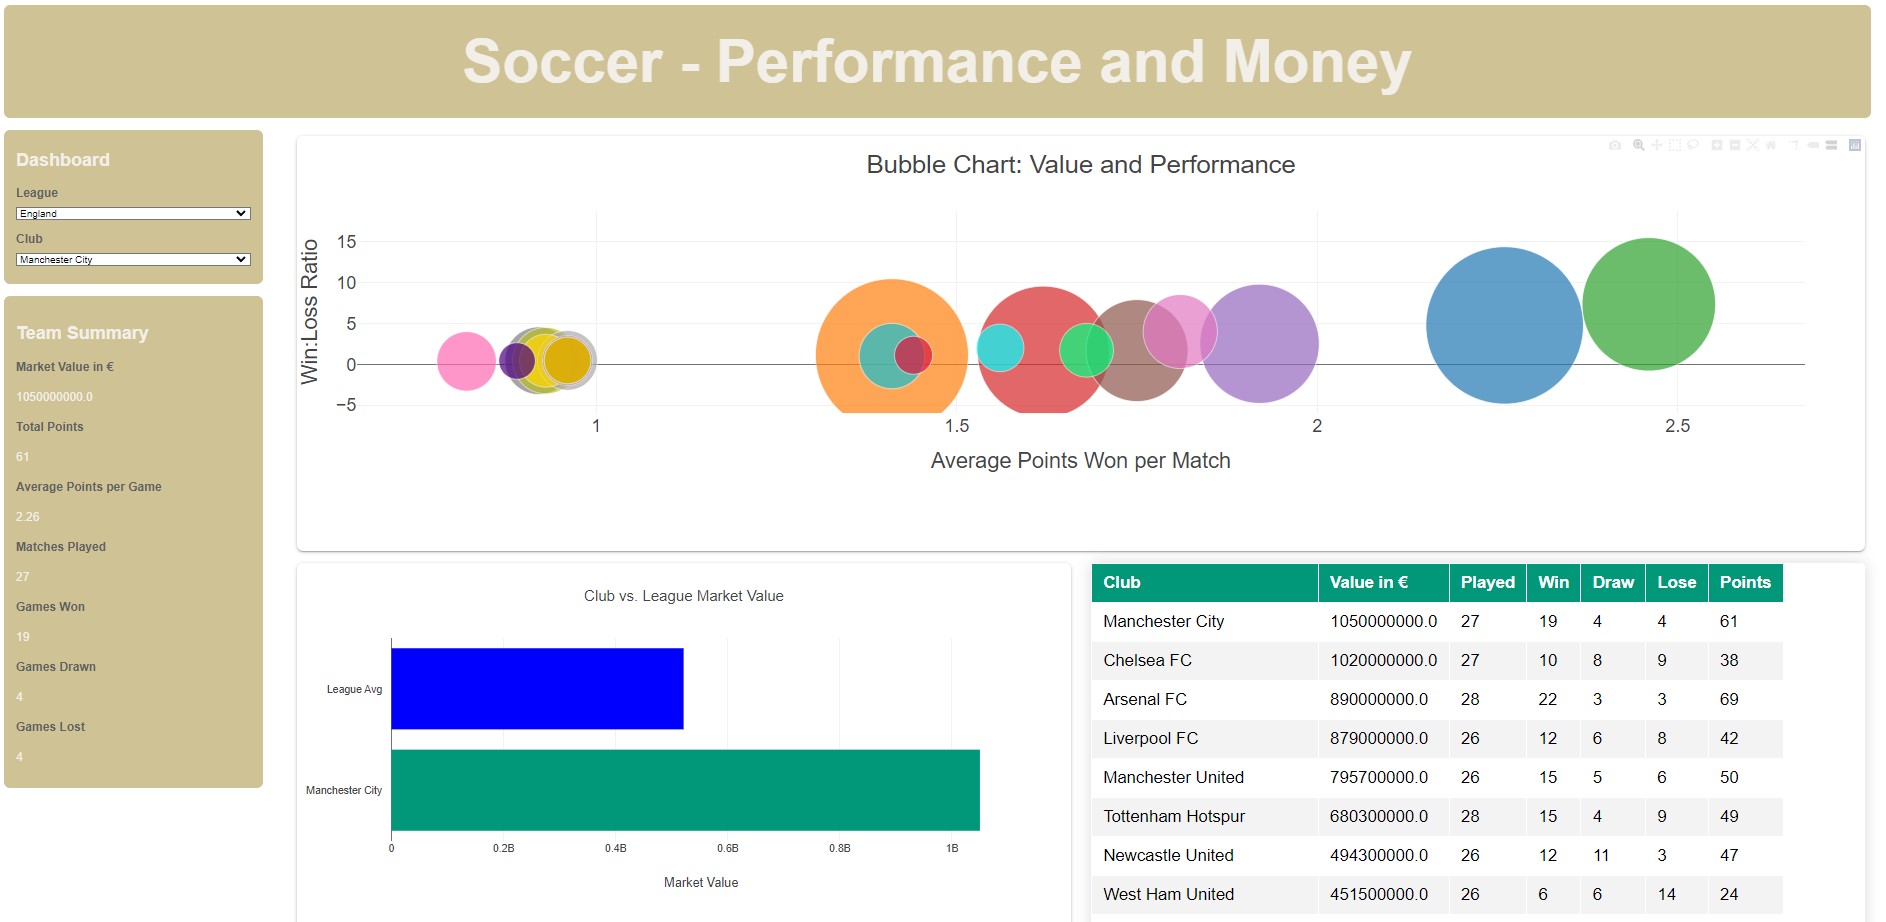 Soccer - Performance and Money
Dashboard
League
England
Club
Manchester City
Team Summary
Market Value in €
1050000000.0
Total Points
61
Average Points per Game
2.26
Matches Played
27
Games Won
19
Games Drawn
4
Games Lost
4
Bubble Chart: Value and Performance
Win:Loss Ratio
15
10
5
0
−5
1 1.5 2 2.5
Average Points Won per Match
Club vs. League Market Value
League Avg
Manchester City
0 0.2B 0.4B 0.6B 0.8B 1B
Market Value
Club Value in € Played Win Draw Lose Points
Manchester City 1050000000.0 27 19 4 4 61
Chelsea FC 1020000000.0 27 10 8 9 38
Arsenal FC 890000000.0 28 22 3 3 69
Liverpool FC 879000000.0 26 12 6 8 42
Manchester United 795700000.0 26 15 5 6 50
Tottenham Hotspur 680300000.0 28 15 4 9 49
Newcastle United 494300000.0 26 12 11 3 47
West Ham United 451500000.0 26 6 6 14 24